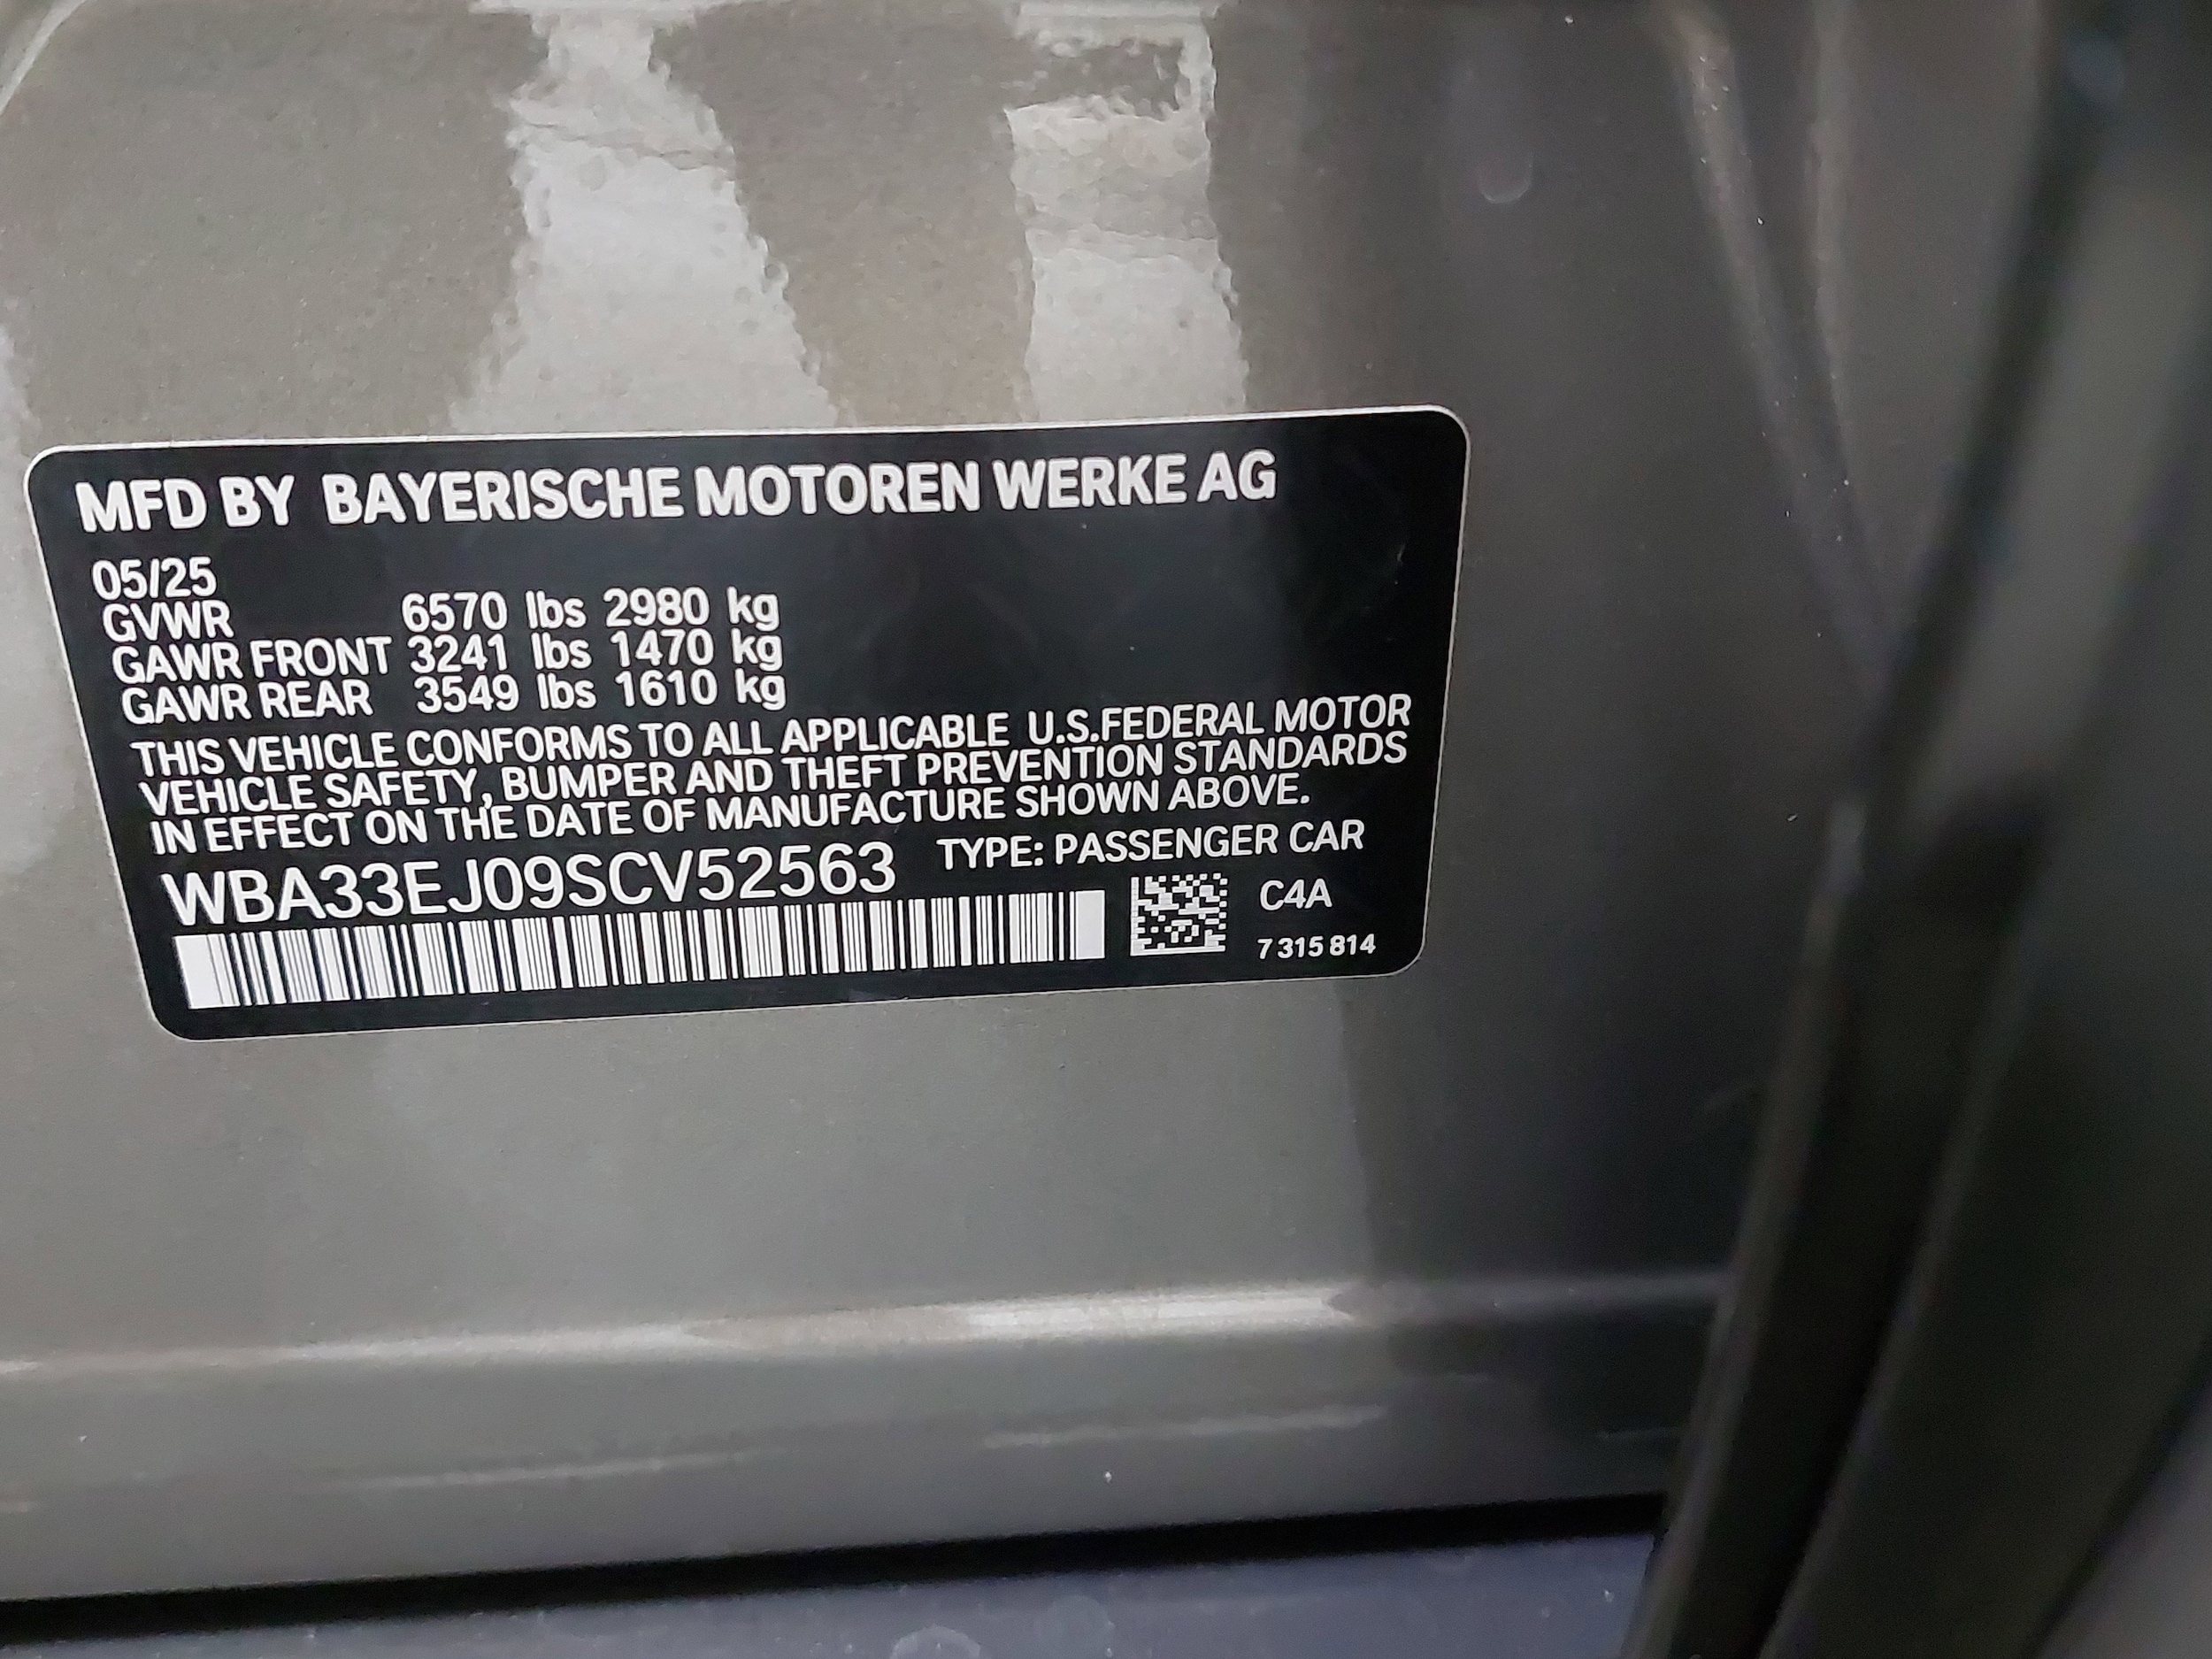 MFD BY BAYERISCHE MOTOREN WERKE AG
05/25
GVWR 6570 lbs 2980 kg
GAWR FRONT 3241 lbs 1470 kg
GAWR REAR 3549 lbs 1610 kg
THIS VEHICLE CONFORMS TO ALL APPLICABLE U.S.FEDERAL MOTOR
VEHICLE SAFETY, BUMPER AND THEFT PREVENTION STANDARDS
IN EFFECT ON THE DATE OF MANUFACTURE SHOWN ABOVE.
WBA33EJ09SCV52563 TYPE: PASSENGER CAR
C4A
7 315 814